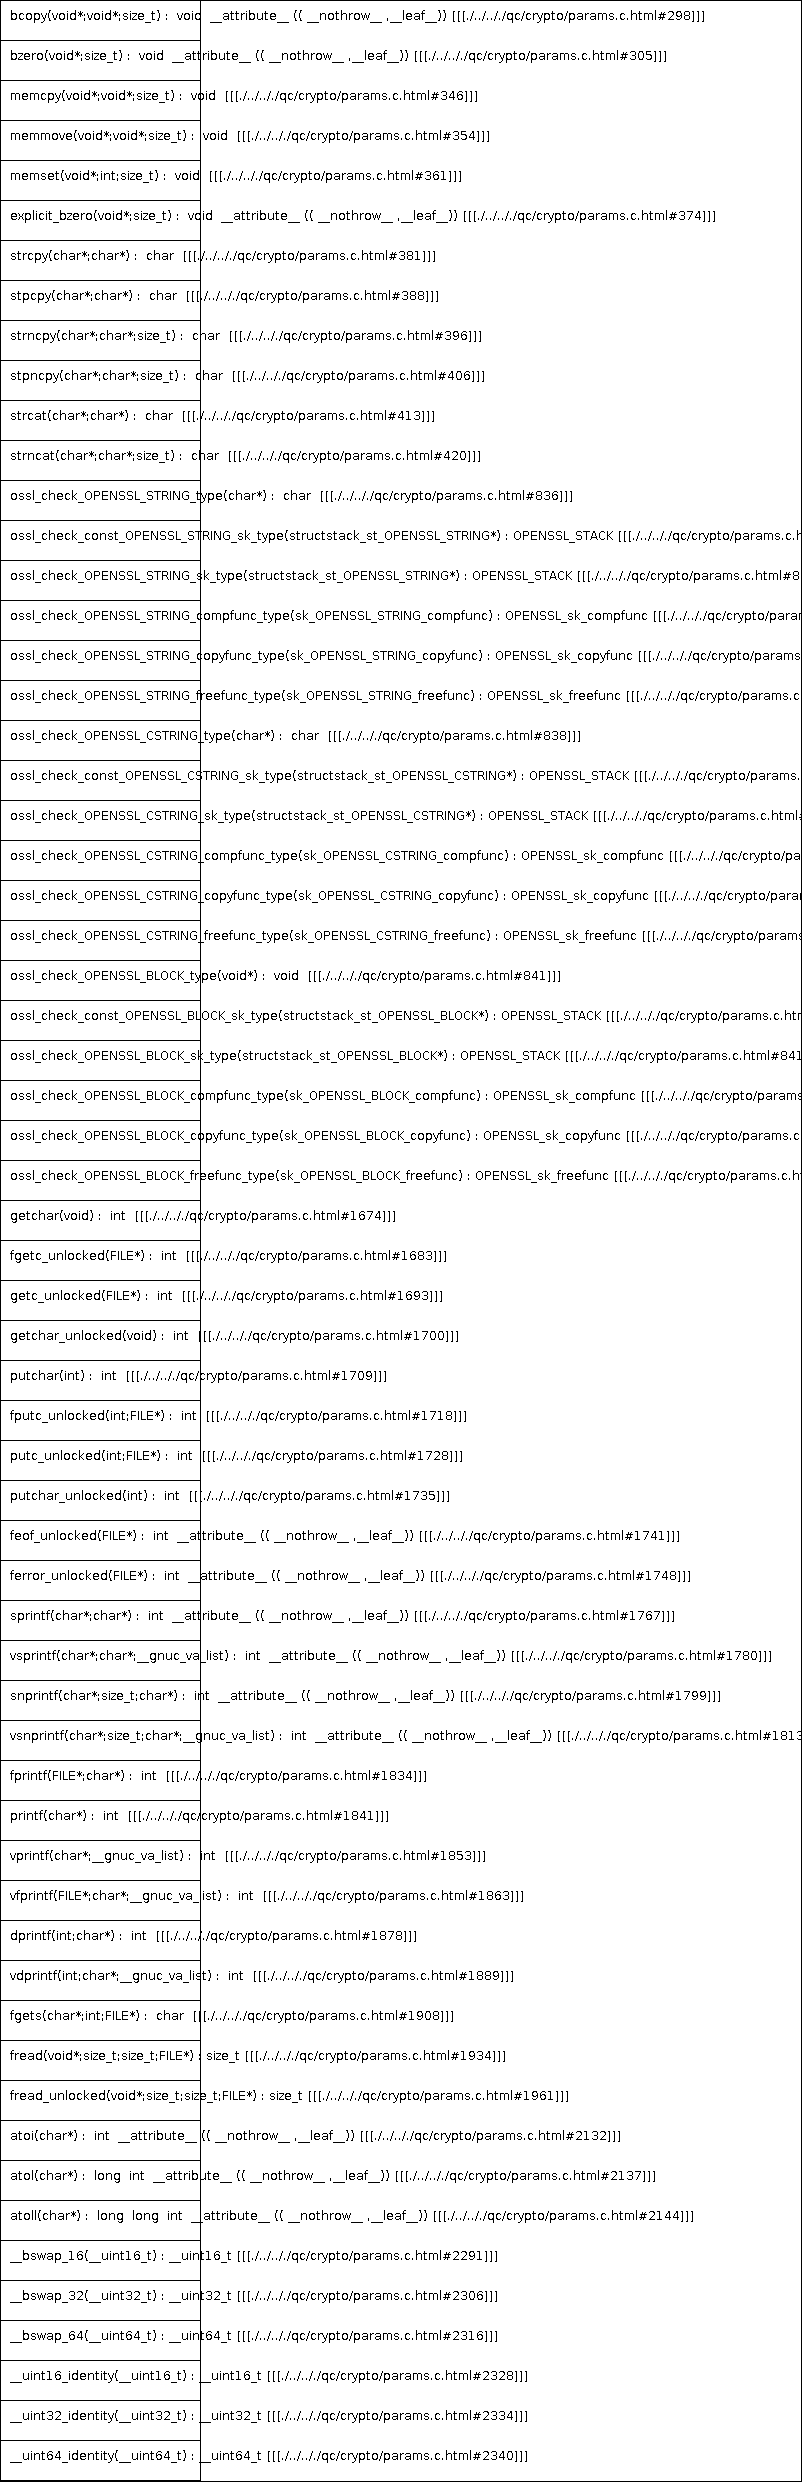 bcopy(void*;void*;size_t) :  void  __attribute__ (( __nothrow__ ,__leaf__)) [[[./../../../qc/crypto/params.c.html#298]]]
bzero(void*;size_t) :  void  __attribute__ (( __nothrow__ ,__leaf__)) [[[./../../../qc/crypto/params.c.html#305]]]
memcpy(void*;void*;size_t) :  void  [[[./../../../qc/crypto/params.c.html#346]]]
memmove(void*;void*;size_t) :  void  [[[./../../../qc/crypto/params.c.html#354]]]
memset(void*;int;size_t) :  void  [[[./../../../qc/crypto/params.c.html#361]]]
explicit_bzero(void*;size_t) :  void  __attribute__ (( __nothrow__ ,__leaf__)) [[[./../../../qc/crypto/params.c.html#374]]]
strcpy(char*;char*) :  char  [[[./../../../qc/crypto/params.c.html#381]]]
stpcpy(char*;char*) :  char  [[[./../../../qc/crypto/params.c.html#388]]]
strncpy(char*;char*;size_t) :  char  [[[./../../../qc/crypto/params.c.html#396]]]
stpncpy(char*;char*;size_t) :  char  [[[./../../../qc/crypto/params.c.html#406]]]
strcat(char*;char*) :  char  [[[./../../../qc/crypto/params.c.html#413]]]
strncat(char*;char*;size_t) :  char  [[[./../../../qc/crypto/params.c.html#420]]]
ossl_check_OPENSSL_STRING_type(char*) :  char  [[[./../../../qc/crypto/params.c.html#836]]]
ossl_check_const_OPENSSL_STRING_sk_type(structstack_st_OPENSSL_STRING*) : OPENSSL_STACK [[[./../../../qc/crypto/params.c.h
ossl_check_OPENSSL_STRING_sk_type(structstack_st_OPENSSL_STRING*) : OPENSSL_STACK [[[./../../../qc/crypto/params.c.html#8
ossl_check_OPENSSL_STRING_compfunc_type(sk_OPENSSL_STRING_compfunc) : OPENSSL_sk_compfunc [[[./../../../qc/crypto/param
ossl_check_OPENSSL_STRING_copyfunc_type(sk_OPENSSL_STRING_copyfunc) : OPENSSL_sk_copyfunc [[[./../../../qc/crypto/params
ossl_check_OPENSSL_STRING_freefunc_type(sk_OPENSSL_STRING_freefunc) : OPENSSL_sk_freefunc [[[./../../../qc/crypto/params.c
ossl_check_OPENSSL_CSTRING_type(char*) :  char  [[[./../../../qc/crypto/params.c.html#838]]]
ossl_check_const_OPENSSL_CSTRING_sk_type(structstack_st_OPENSSL_CSTRING*) : OPENSSL_STACK [[[./../../../qc/crypto/params.
ossl_check_OPENSSL_CSTRING_sk_type(structstack_st_OPENSSL_CSTRING*) : OPENSSL_STACK [[[./../../../qc/crypto/params.c.html#
ossl_check_OPENSSL_CSTRING_compfunc_type(sk_OPENSSL_CSTRING_compfunc) : OPENSSL_sk_compfunc [[[./../../../qc/crypto/pa
ossl_check_OPENSSL_CSTRING_copyfunc_type(sk_OPENSSL_CSTRING_copyfunc) : OPENSSL_sk_copyfunc [[[./../../../qc/crypto/param
ossl_check_OPENSSL_CSTRING_freefunc_type(sk_OPENSSL_CSTRING_freefunc) : OPENSSL_sk_freefunc [[[./../../../qc/crypto/params
ossl_check_OPENSSL_BLOCK_type(void*) :  void  [[[./../../../qc/crypto/params.c.html#841]]]
ossl_check_const_OPENSSL_BLOCK_sk_type(structstack_st_OPENSSL_BLOCK*) : OPENSSL_STACK [[[./../../../qc/crypto/params.c.htm
ossl_check_OPENSSL_BLOCK_sk_type(structstack_st_OPENSSL_BLOCK*) : OPENSSL_STACK [[[./../../../qc/crypto/params.c.html#841
ossl_check_OPENSSL_BLOCK_compfunc_type(sk_OPENSSL_BLOCK_compfunc) : OPENSSL_sk_compfunc [[[./../../../qc/crypto/params
ossl_check_OPENSSL_BLOCK_copyfunc_type(sk_OPENSSL_BLOCK_copyfunc) : OPENSSL_sk_copyfunc [[[./../../../qc/crypto/params.c
ossl_check_OPENSSL_BLOCK_freefunc_type(sk_OPENSSL_BLOCK_freefunc) : OPENSSL_sk_freefunc [[[./../../../qc/crypto/params.c.ht
getchar(void) :  int  [[[./../../../qc/crypto/params.c.html#1674]]]
fgetc_unlocked(FILE*) :  int  [[[./../../../qc/crypto/params.c.html#1683]]]
getc_unlocked(FILE*) :  int  [[[./../../../qc/crypto/params.c.html#1693]]]
getchar_unlocked(void) :  int  [[[./../../../qc/crypto/params.c.html#1700]]]
putchar(int) :  int  [[[./../../../qc/crypto/params.c.html#1709]]]
fputc_unlocked(int;FILE*) :  int  [[[./../../../qc/crypto/params.c.html#1718]]]
putc_unlocked(int;FILE*) :  int  [[[./../../../qc/crypto/params.c.html#1728]]]
putchar_unlocked(int) :  int  [[[./../../../qc/crypto/params.c.html#1735]]]
feof_unlocked(FILE*) :  int  __attribute__ (( __nothrow__ ,__leaf__)) [[[./../../../qc/crypto/params.c.html#1741]]]
ferror_unlocked(FILE*) :  int  __attribute__ (( __nothrow__ ,__leaf__)) [[[./../../../qc/crypto/params.c.html#1748]]]
sprintf(char*;char*) :  int  __attribute__ (( __nothrow__ ,__leaf__)) [[[./../../../qc/crypto/params.c.html#1767]]]
vsprintf(char*;char*;__gnuc_va_list) :  int  __attribute__ (( __nothrow__ ,__leaf__)) [[[./../../../qc/crypto/params.c.html#1780]]]
snprintf(char*;size_t;char*) :  int  __attribute__ (( __nothrow__ ,__leaf__)) [[[./../../../qc/crypto/params.c.html#1799]]]
vsnprintf(char*;size_t;char*;__gnuc_va_list) :  int  __attribute__ (( __nothrow__ ,__leaf__)) [[[./../../../qc/crypto/params.c.html#1813
fprintf(FILE*;char*) :  int  [[[./../../../qc/crypto/params.c.html#1834]]]
printf(char*) :  int  [[[./../../../qc/crypto/params.c.html#1841]]]
vprintf(char*;__gnuc_va_list) :  int  [[[./../../../qc/crypto/params.c.html#1853]]]
vfprintf(FILE*;char*;__gnuc_va_list) :  int  [[[./../../../qc/crypto/params.c.html#1863]]]
dprintf(int;char*) :  int  [[[./../../../qc/crypto/params.c.html#1878]]]
vdprintf(int;char*;__gnuc_va_list) :  int  [[[./../../../qc/crypto/params.c.html#1889]]]
fgets(char*;int;FILE*) :  char  [[[./../../../qc/crypto/params.c.html#1908]]]
fread(void*;size_t;size_t;FILE*) : size_t [[[./../../../qc/crypto/params.c.html#1934]]]
fread_unlocked(void*;size_t;size_t;FILE*) : size_t [[[./../../../qc/crypto/params.c.html#1961]]]
atoi(char*) :  int  __attribute__ (( __nothrow__ ,__leaf__)) [[[./../../../qc/crypto/params.c.html#2132]]]
atol(char*) :  long  int  __attribute__ (( __nothrow__ ,__leaf__)) [[[./../../../qc/crypto/params.c.html#2137]]]
atoll(char*) :  long  long  int  __attribute__ (( __nothrow__ ,__leaf__)) [[[./../../../qc/crypto/params.c.html#2144]]]
__bswap_16(__uint16_t) : __uint16_t [[[./../../../qc/crypto/params.c.html#2291]]]
__bswap_32(__uint32_t) : __uint32_t [[[./../../../qc/crypto/params.c.html#2306]]]
__bswap_64(__uint64_t) : __uint64_t [[[./../../../qc/crypto/params.c.html#2316]]]
__uint16_identity(__uint16_t) : __uint16_t [[[./../../../qc/crypto/params.c.html#2328]]]
__uint32_identity(__uint32_t) : __uint32_t [[[./../../../qc/crypto/params.c.html#2334]]]
__uint64_identity(__uint64_t) : __uint64_t [[[./../../../qc/crypto/params.c.html#2340]]]